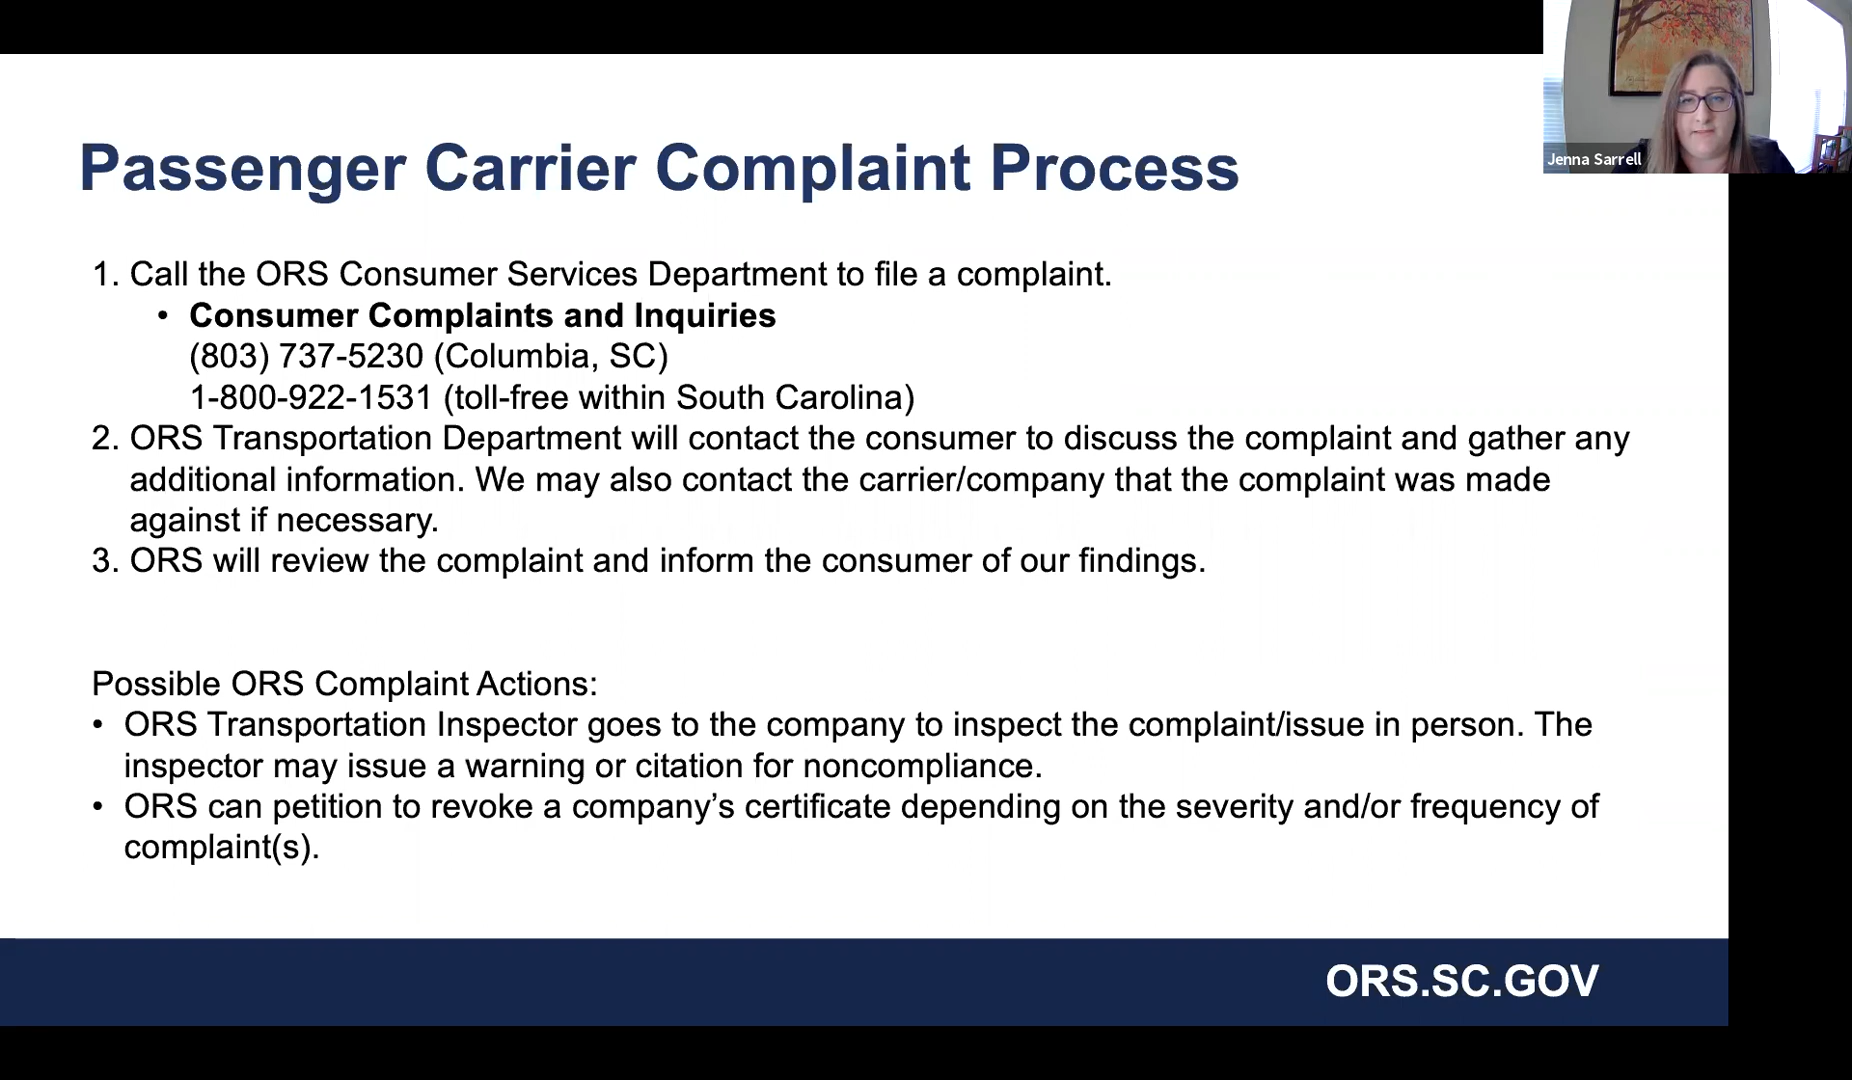 Passenger Carrier Complaint Process
Jenna Sarrell
1. Call the ORS Consumer Services Department to file a complaint.
• Consumer Complaints and Inquiries
(803) 737-5230 (Columbia, SC)
1-800-922-1531 (toll-free within South Carolina)
2. ORS Transportation Department will contact the consumer to discuss the complaint and gather any
additional information. We may also contact the carrier/company that the complaint was made
against if necessary.
3. ORS will review the complaint and inform the consumer of our findings.
Possible ORS Complaint Actions:
• ORS Transportation Inspector goes to the company to inspect the complaint/issue in person. The
inspector may issue a warning or citation for noncompliance.
• ORS can petition to revoke a company’s certificate depending on the severity and/or frequency of
complaint(s).
ORS.SC.GOV